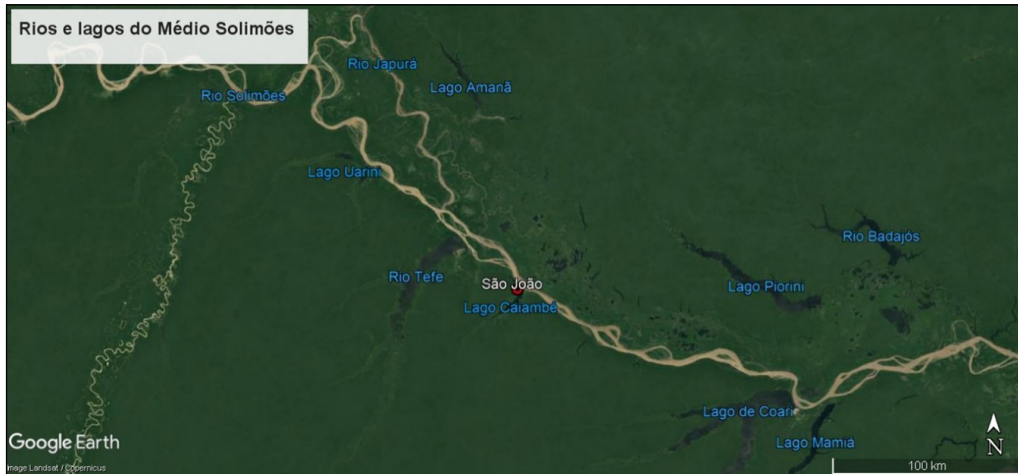 Rios e lagos do Médio Solimões
Rio Japurá
Lago Amanã
Rio Solimões
Lago Uarini
Rio Badajós
Rio Tefe
São João
Lago Piorini
Lago Caiambé
Lago de Coari
Lago Mamiá
Google Earth
N
Image Landsat / Copernicus
100 km